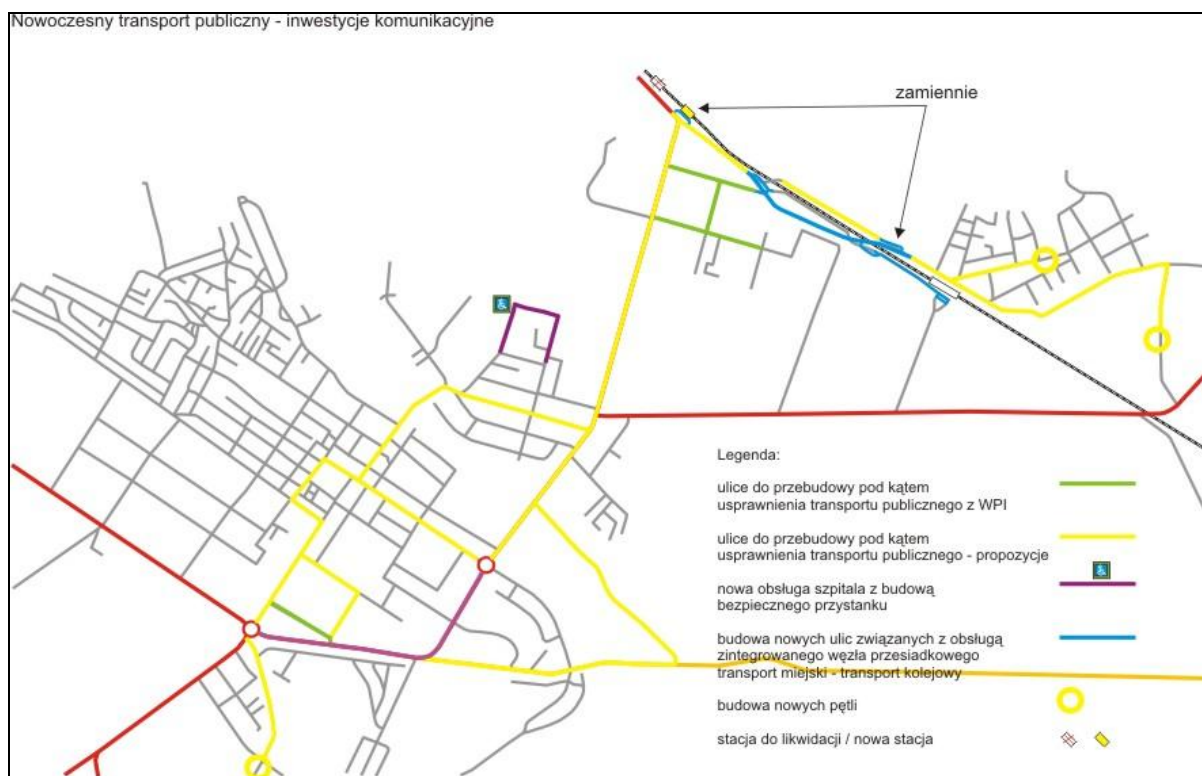 Nowoczesny transport publiczny - inwestycje komunikacyjne
zamiennie
Legenda:
ulice do przebudowy pod kątem
usprawnienia transportu publicznego z WPI
ulice do przebudowy pod kątem
usprawnienia transportu publicznego - propozycje
nowa obsługa szpitala z budową
bezpiecznego przystanku
budowa nowych ulic związanych z obsługą
zintegrowanego węzła przesiadkowego
transport miejski - transport kolejowy
budowa nowych pętli
stacja do likwidacji / nowa stacja